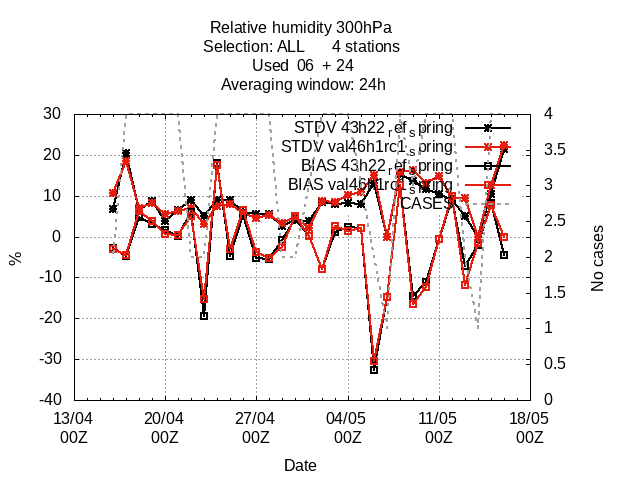 Relative humidity 300hPa
Selection: ALL 4 stations
Used 06 + 24
Averaging window: 24h
STDV 43h22_ref_spring
STDV val46h1rc1_spring
BIAS 43h22_ref_spring
BIAS val46h1rc1_spring
CASES
30
20
10
0
-10
-20
-30
-40
%
4
3.5
3
2.5
2
1.5
1
0.5
0
No cases
13/04 20/04 27/04 04/05 11/05 18/05
00Z 00Z 00Z 00Z 00Z 00Z
Date